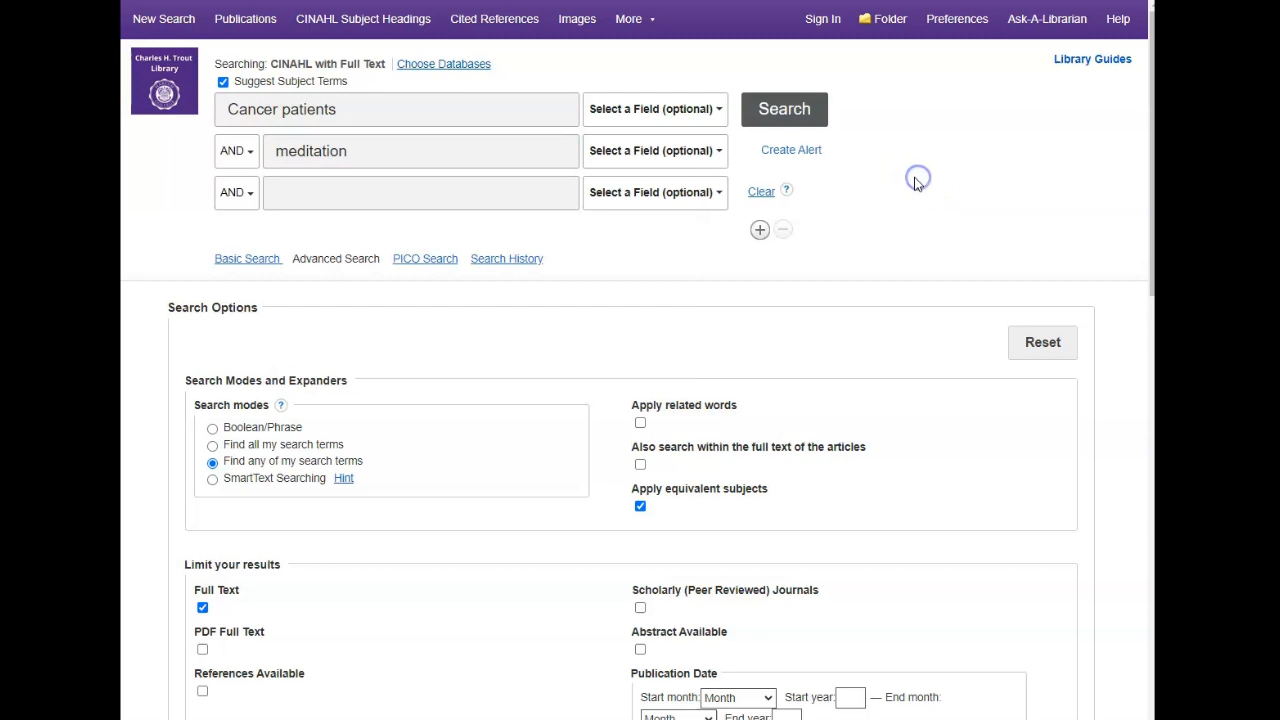 New Search Publications CINAHL Subject Headings Cited References Images More Sign In Folder Preferences Ask-A-Librarian Help
Charles H. Trout
Library
Searching: CINAHL with Full Text Choose Databases
Library Guides
Suggest Subject Terms
Cancer patients Select a Field (optional) Search
AND meditation Select a Field (optional) Create Alert
AND Select a Field (optional) Clear ?
Basic Search Advanced Search PICO Search Search History
Search Options
Reset
Search Modes and Expanders
Search modes ?
Boolean/Phrase
Find all my search terms
Find any of my search terms
SmartText Searching Hint
Apply related words
Also search within the full text of the articles
Apply equivalent subjects
Limit your results
Full Text
PDF Full Text
References Available
Scholarly (Peer Reviewed) Journals
Abstract Available
Publication Date
Start month: Month Start year: — End month:
Month End year: